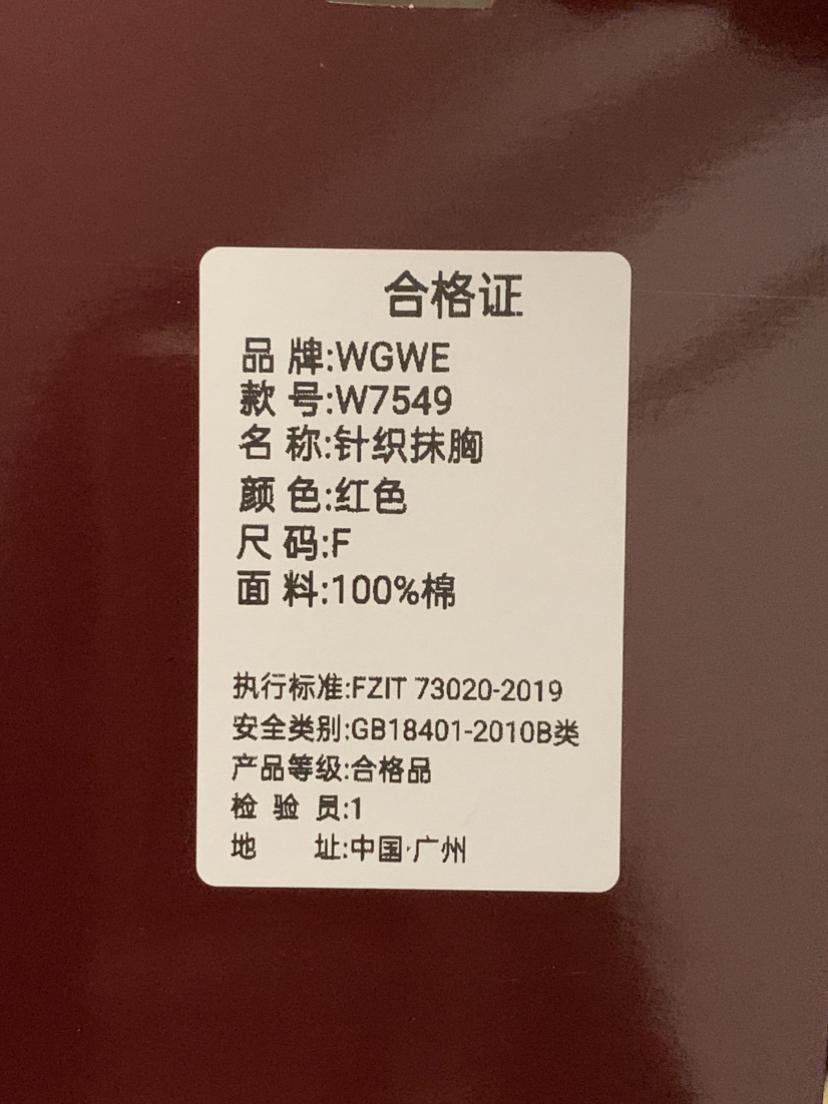 合格证
品 牌:WGWE
款 号:W7549
名 称:针织抹胸
颜 色:红色
尺 码:F
面 料:100%棉
执行标准:FZIT 73020-2019
安全类别:GB18401-2010B类
产品等级:合格品
检 验 员:1
地 址:中国·广州